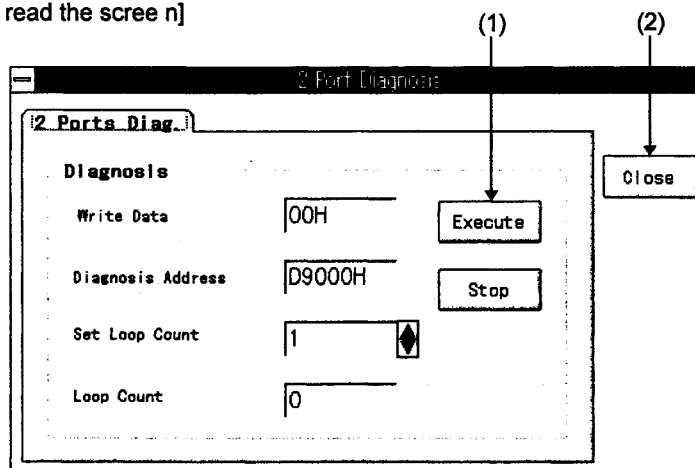 read the scree n]
(1) (2)
2 Port Diagnosis
2 Ports Diag.
Diagnosis
Close
Write Data 00H Execute
Diagnosis Address D9000H Stop
Set Loop Count 1
Loop Count 0